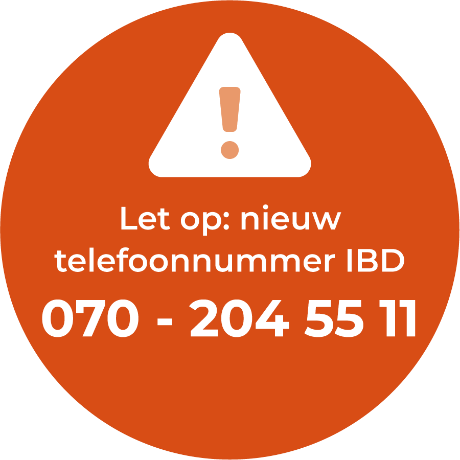 Let op: nieuw
telefoonnummer IBD
070 - 204 55 11